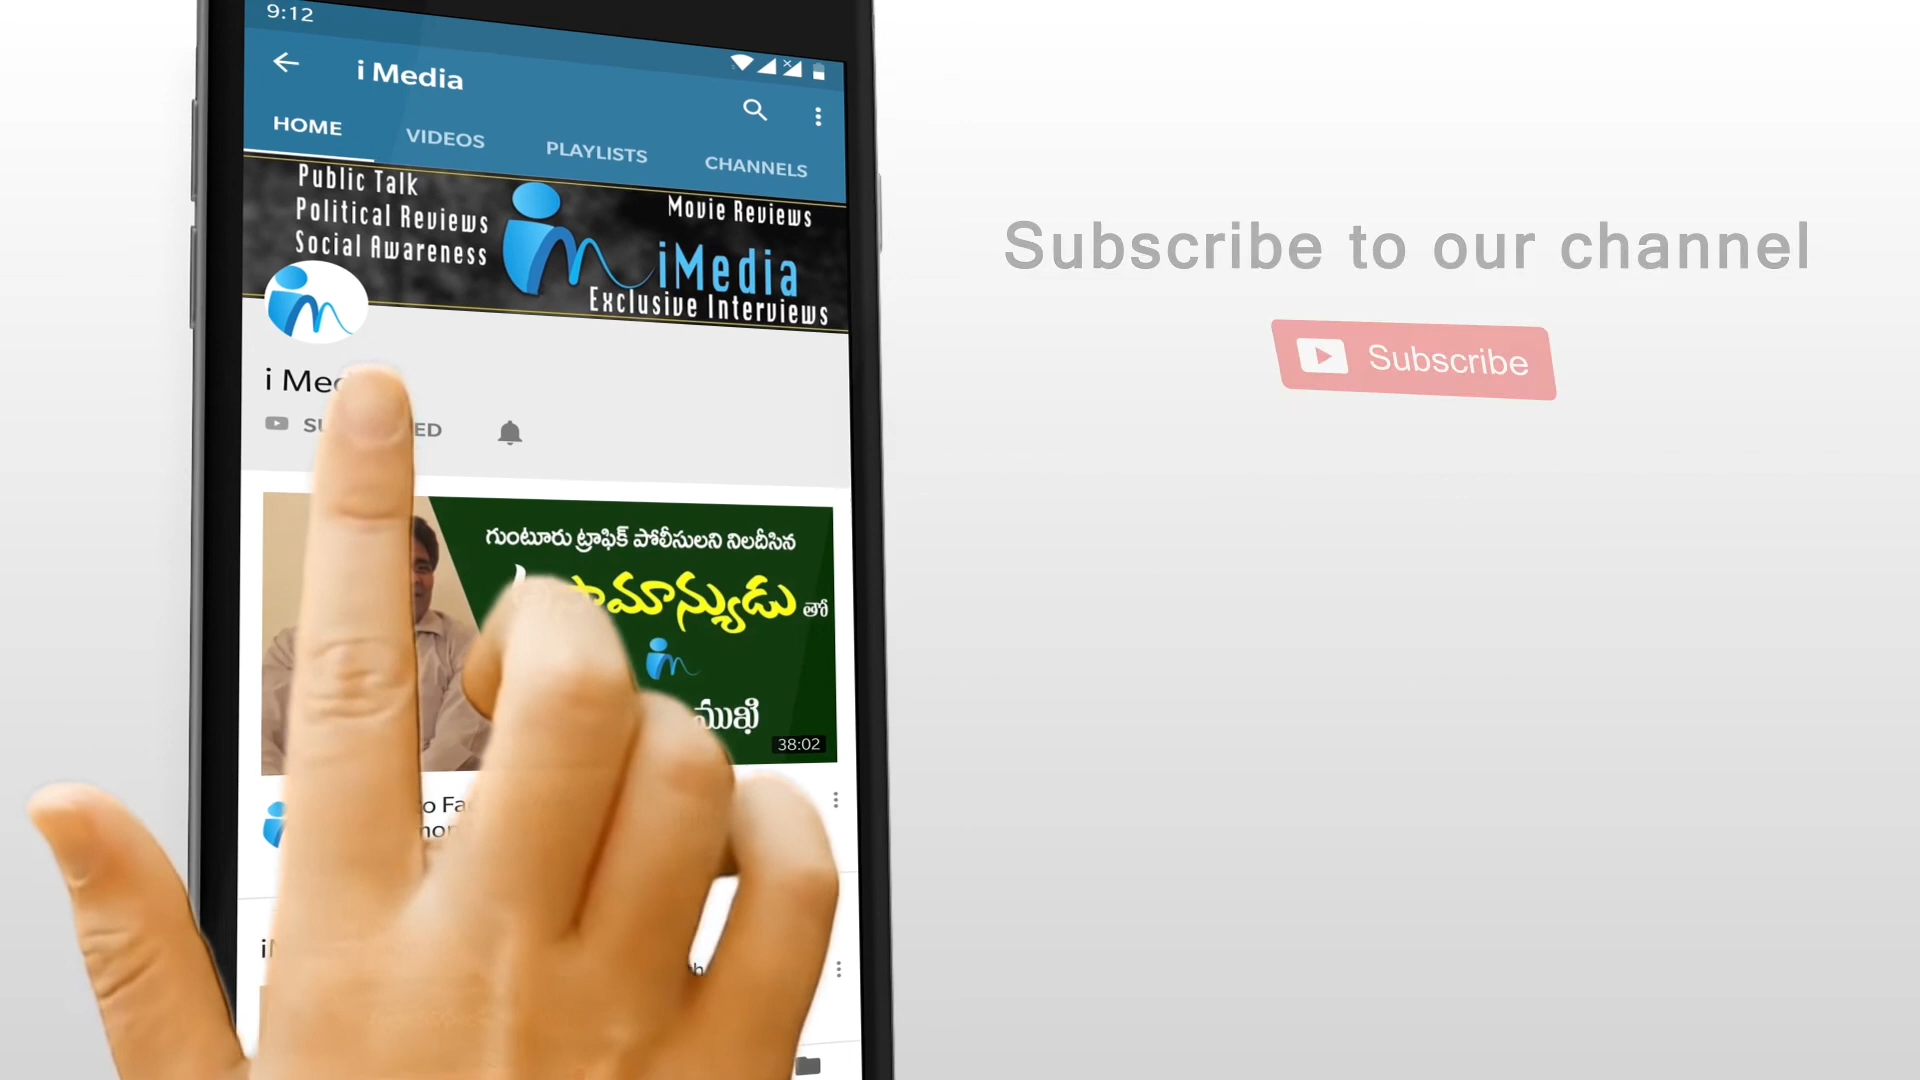 9:12
i Media
HOME
VIDEOS
PLAYLISTS
CHANNELS
Public Talk
Political Reviews
Social Awareness
Movie Reviews
iMedia
Exclusive Interviews
i
గుంటూరు ట్రాఫిక్ పోలీసులని నిలదీసిన
తో
38:02
Subscribe to our channel
Subscribe